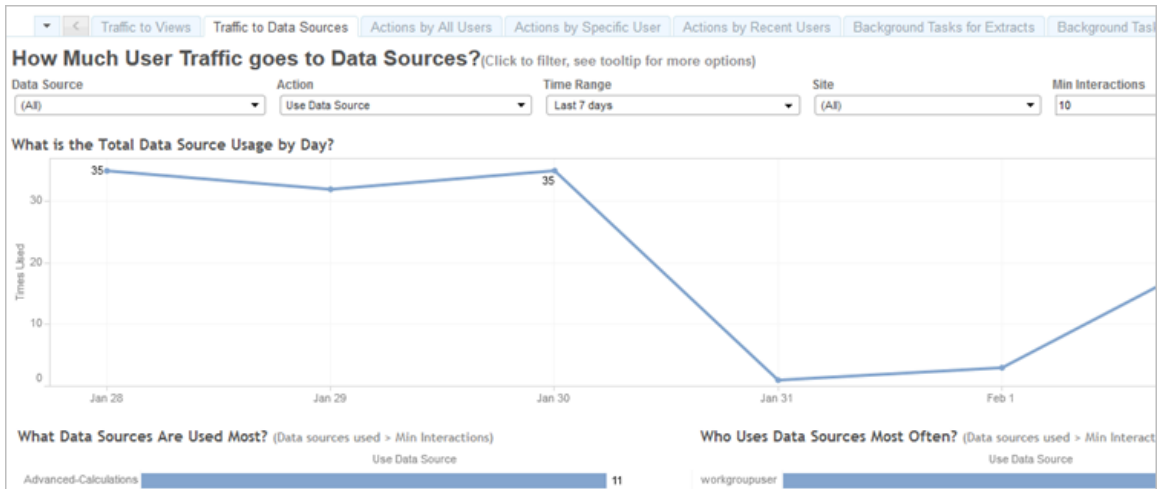 Traffic to Views Traffic to Data Sources Actions by All Users Actions by Specific User Actions by Recent Users Background Tasks for Extracts Background Tas
How Much User Traffic goes to Data Sources?(Click to filter, see tooltip for more options)
Data Source Action Time Range Site Min Interactions
(All) Use Data Source Last 7 days (All) 10
What is the Total Data Source Usage by Day?
35
35
30
20
10
0
Times Used
Jan 28 Jan 29 Jan 30 Jan 31 Feb 1
What Data Sources Are Used Most? (Data sources used > Min Interactions) Who Uses Data Sources Most Often? (Data sources used > Min Interact
Use Data Source Use Data Source
Advanced-Calculations 11 workgroupuser